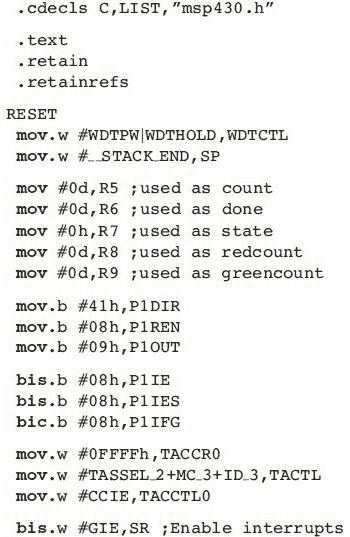 .cdecls C,LIST,”msp430.h”
.text
.retain
.retainrefs
RESET
mov.w #WDTPW|WDTHOLD,WDTCTL
mov.w #__STACK_END,SP
mov #0d,R5 ;used as count
mov #0d,R6 ;used as done
mov #0h,R7 ;used as state
mov #0d,R8 ;used as redcount
mov #0d,R9 ;used as greencount
mov.b #41h,P1DIR
mov.b #08h,P1REN
mov.b #09h,P1OUT
bis.b #08h,P1IE
bis.b #08h,P1IES
bic.b #08h,P1IFG
mov.w #0FFFFh,TACCR0
mov.w #TASSEL_2+MC_3+ID_3,TACTL
mov.w #CCIE,TACCTL0
bis.w #GIE,SR ;Enable interrupts